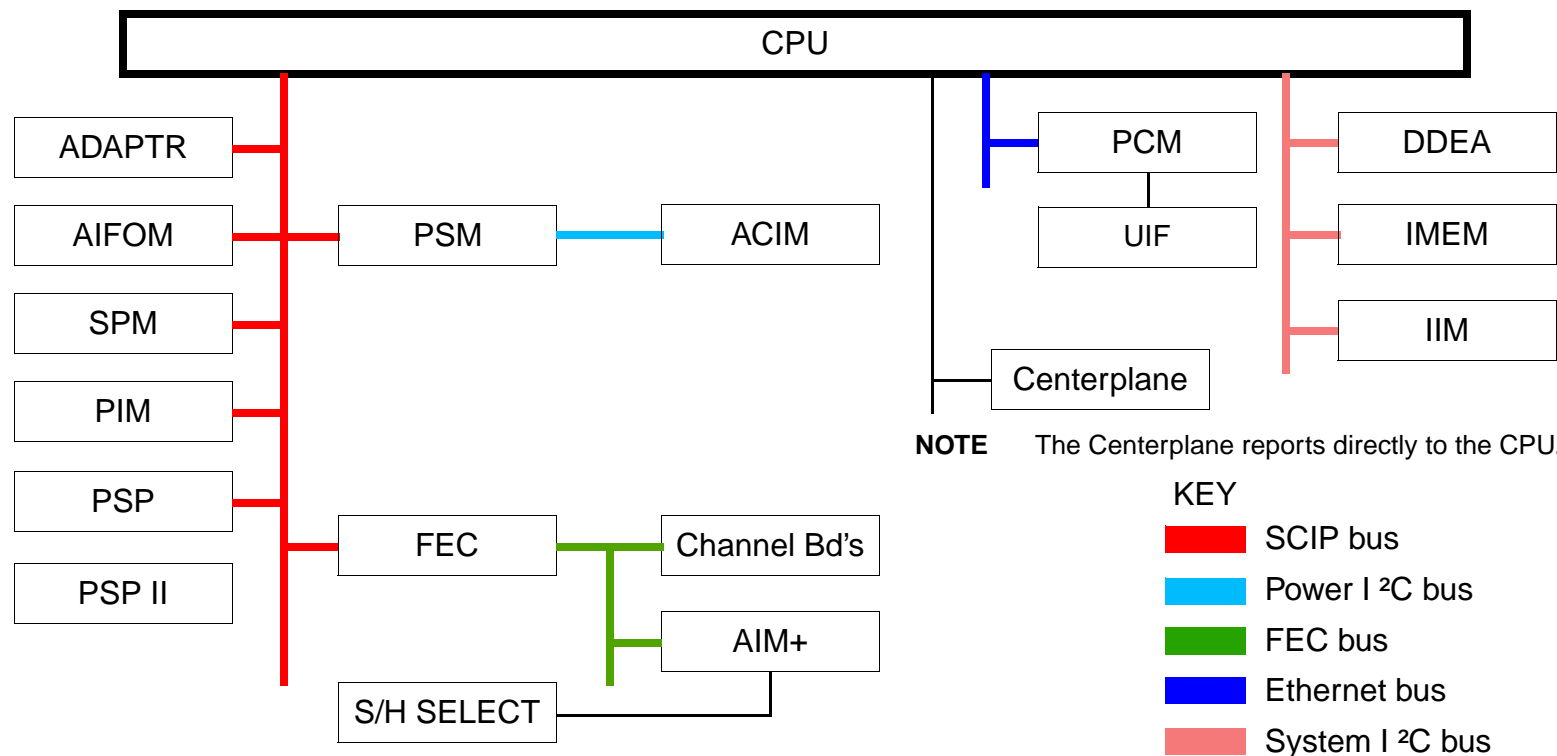 CPU
ADAPTR
PCM
DDEA
AIFOM
PSM
ACIM
UIF
IMEM
SPM
IIM
Centerplane
PIM
NOTE The Centerplane reports directly to the CPU.
PSP
KEY
FEC
Channel Bd's
SCIP bus
PSP II
Power I ²C bus
AIM+
FEC bus
S/H SELECT
Ethernet bus
System I ²C bus